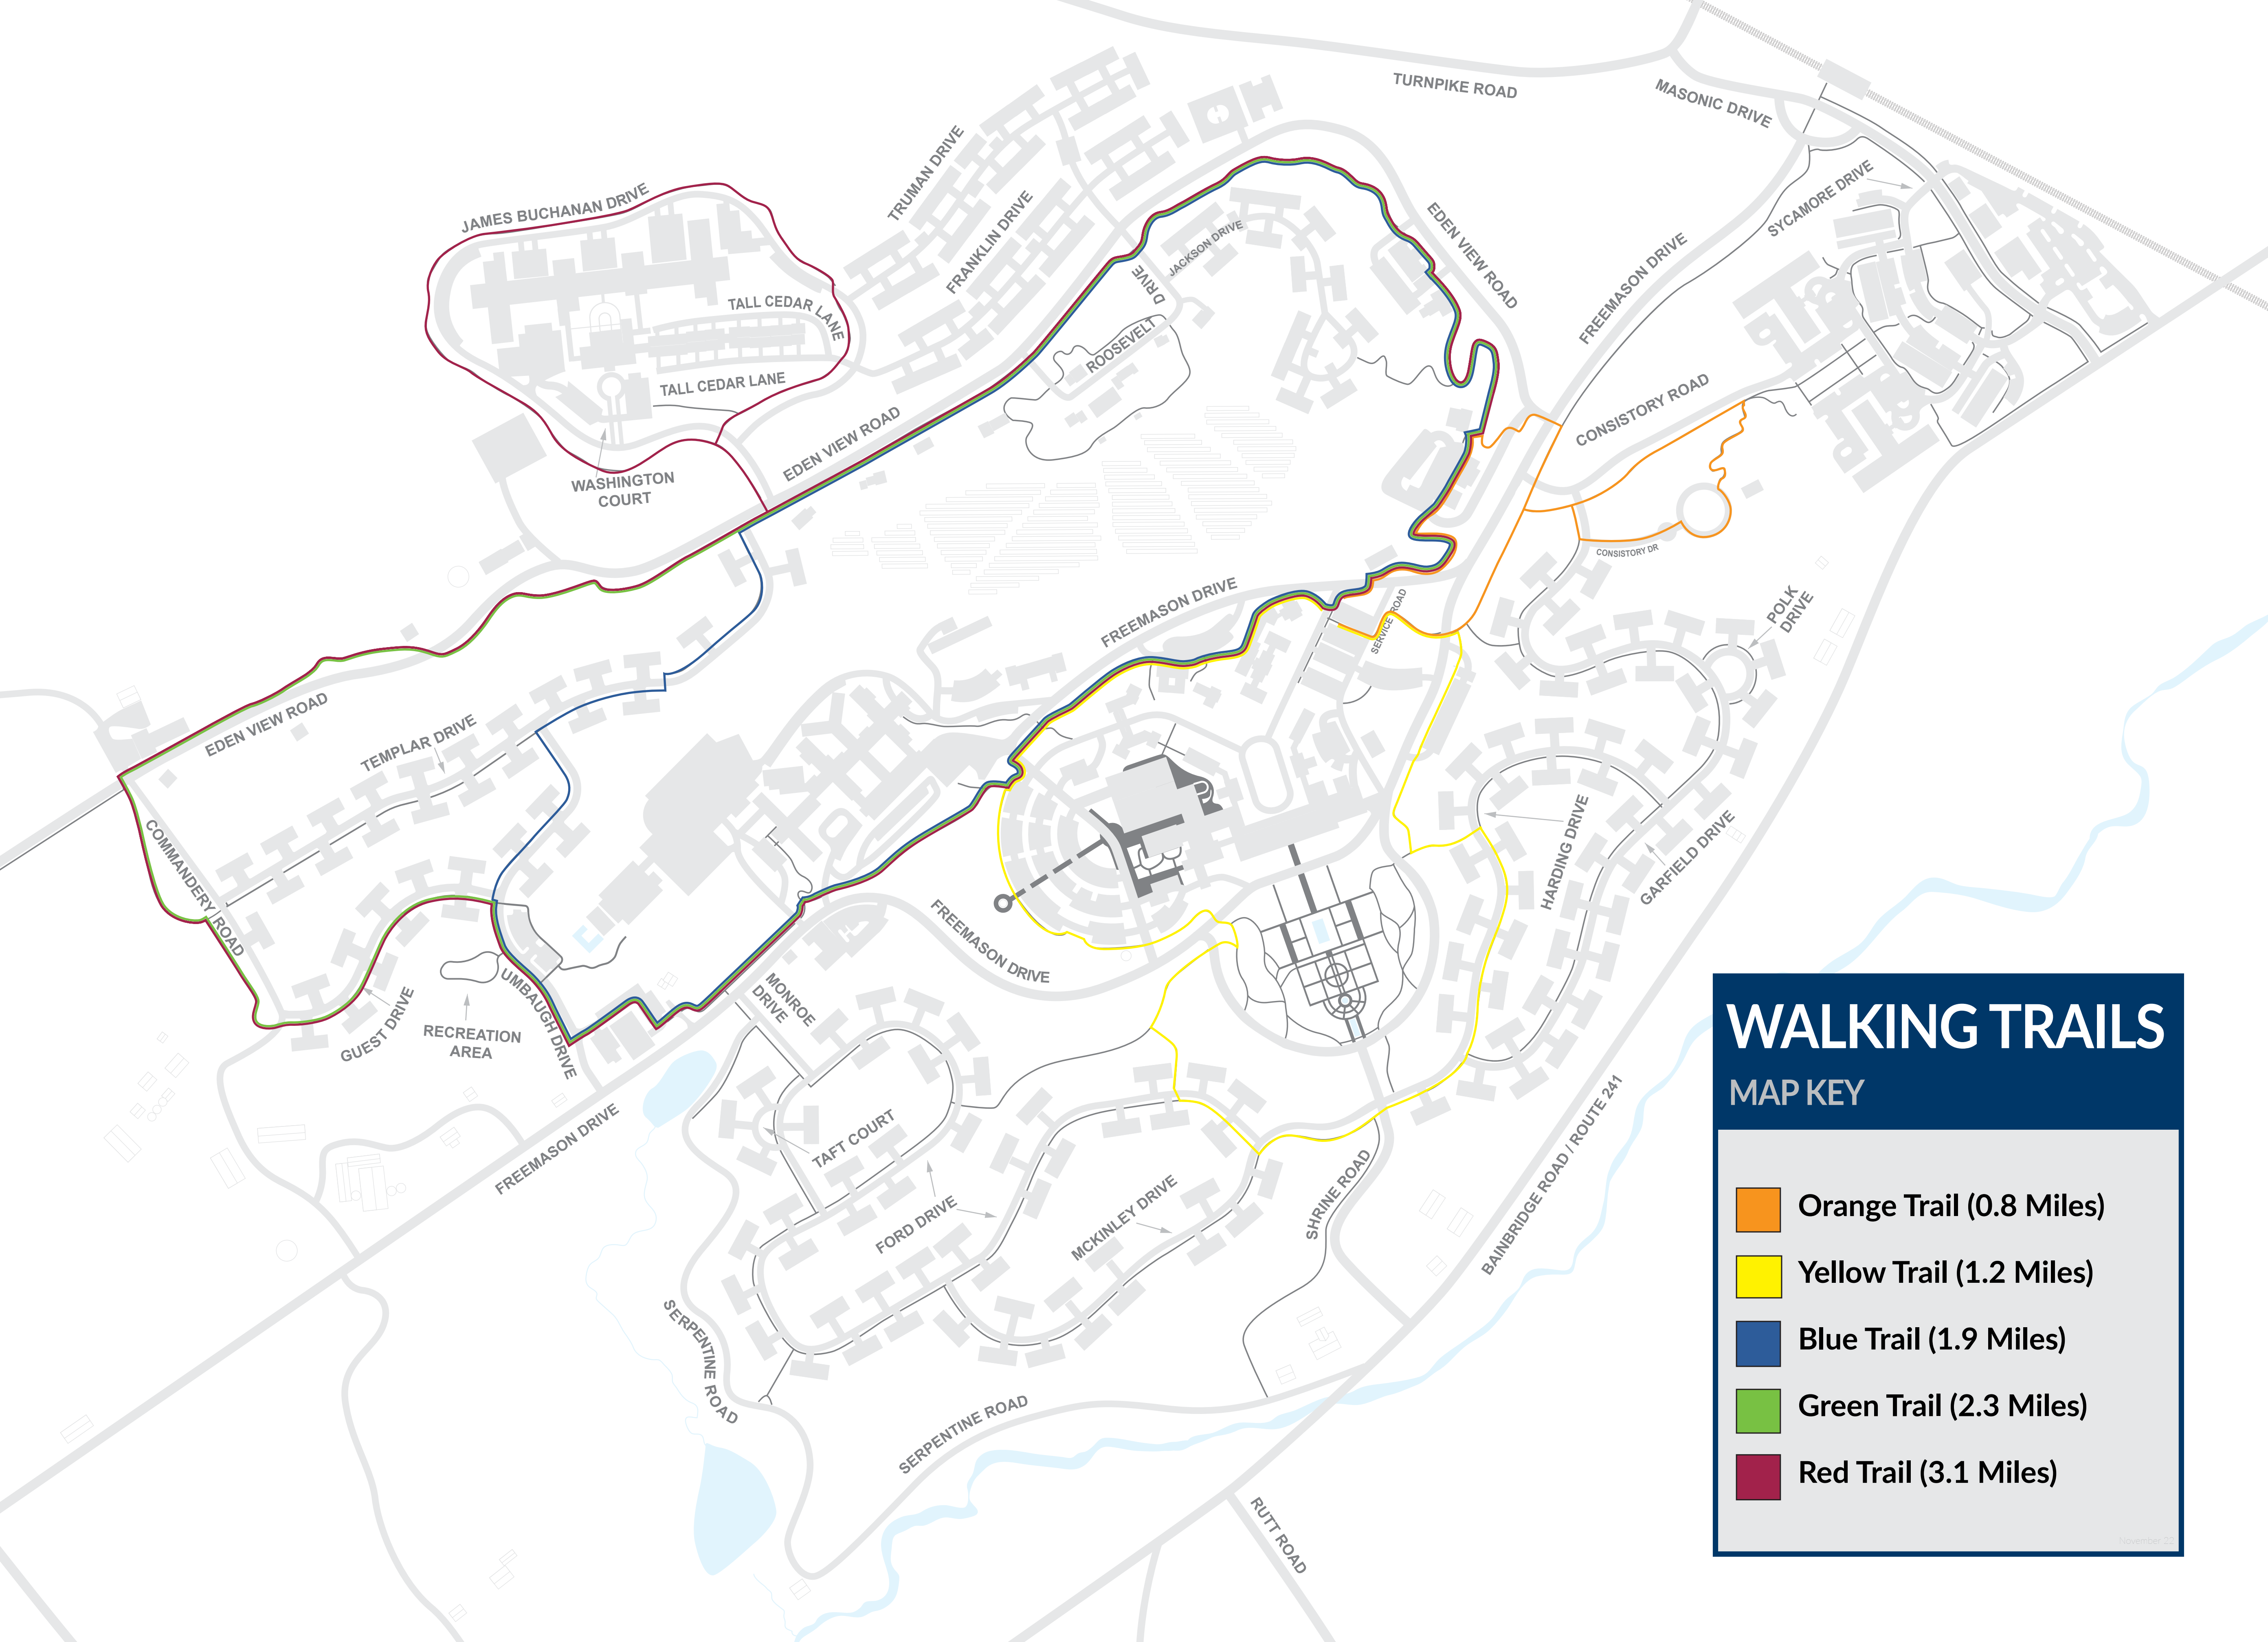 TURNPIKE ROAD
MASONIC DRIVE
SYCAMORE DRIVE
TRUMAN DRIVE
FRANKLIN DRIVE
JAMES BUCHANAN DRIVE
EDEN VIEW ROAD
JACKSON DRIVE
FREEMASON DRIVE
TALL CEDAR LANE
ROOSEVELT
DRIVE
TALL CEDAR LANE
CONSISTORY ROAD
EDEN VIEW ROAD
WASHINGTON
COURT
CONSISTORY DR
FREEMASON DRIVE
SERVICE ROAD
POLK
DRIVE
EDEN VIEW ROAD
TEMPLAR DRIVE
COMMANDERY ROAD
HARDING DRIVE
GARFIELD DRIVE
FREEMASON DRIVE
GUEST DRIVE
RECREATION
AREA
UMBAUGH DRIVE
MONROE
DRIVE
FREEMASON DRIVE
TAFT COURT
FORD DRIVE
MCKINLEY DRIVE
SHRINE ROAD
BAINBRIDGE ROAD / ROUTE 241
SERPENTINE ROAD
SERPENTINE ROAD
RUTT ROAD
WALKING TRAILS
MAP KEY
Orange Trail (0.8 Miles)
Yellow Trail (1.2 Miles)
Blue Trail (1.9 Miles)
Green Trail (2.3 Miles)
Red Trail (3.1 Miles)